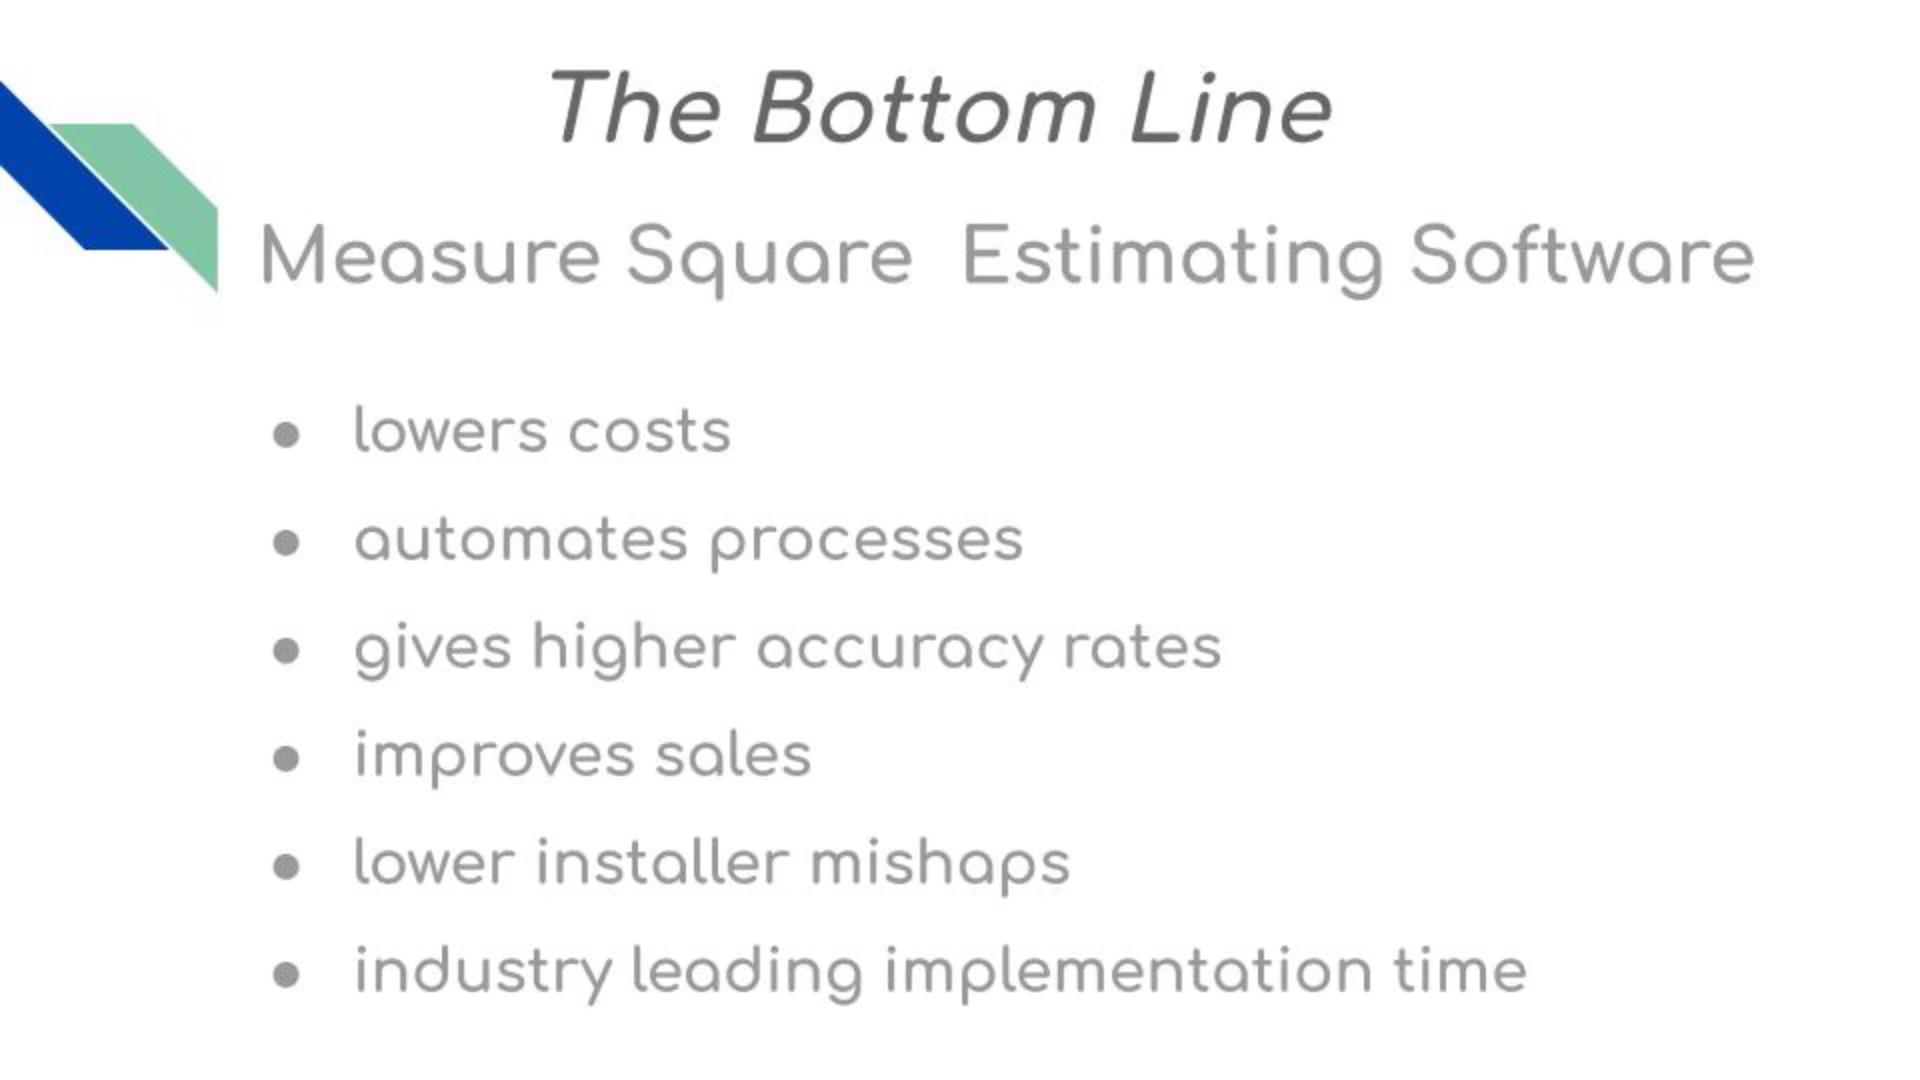 The Bottom Line
Measure Square  Estimating Software
● lowers costs
● automates processes
● gives higher accuracy rates
● improves sales
● lower installer mishaps
● industry leading implementation time